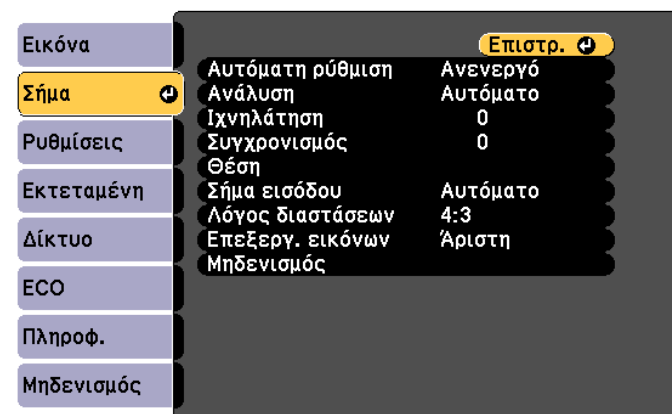 Εικόνα
Σήμα
Ρυθμίσεις
Εκτεταμένη
Δίκτυο
ECO
Πληροφ.
Μηδενισμός
Επιστρ.
Αυτόματη ρύθμιση Ανενεργό
Ανάλυση Αυτόματο
Ιχνηλάτηση 0
Συγχρονισμός 0
Θέση
Σήμα εισόδου Αυτόματο
Λόγος διαστάσεων 4:3
Επεξεργ. εικόνων Άριστη
Μηδενισμός